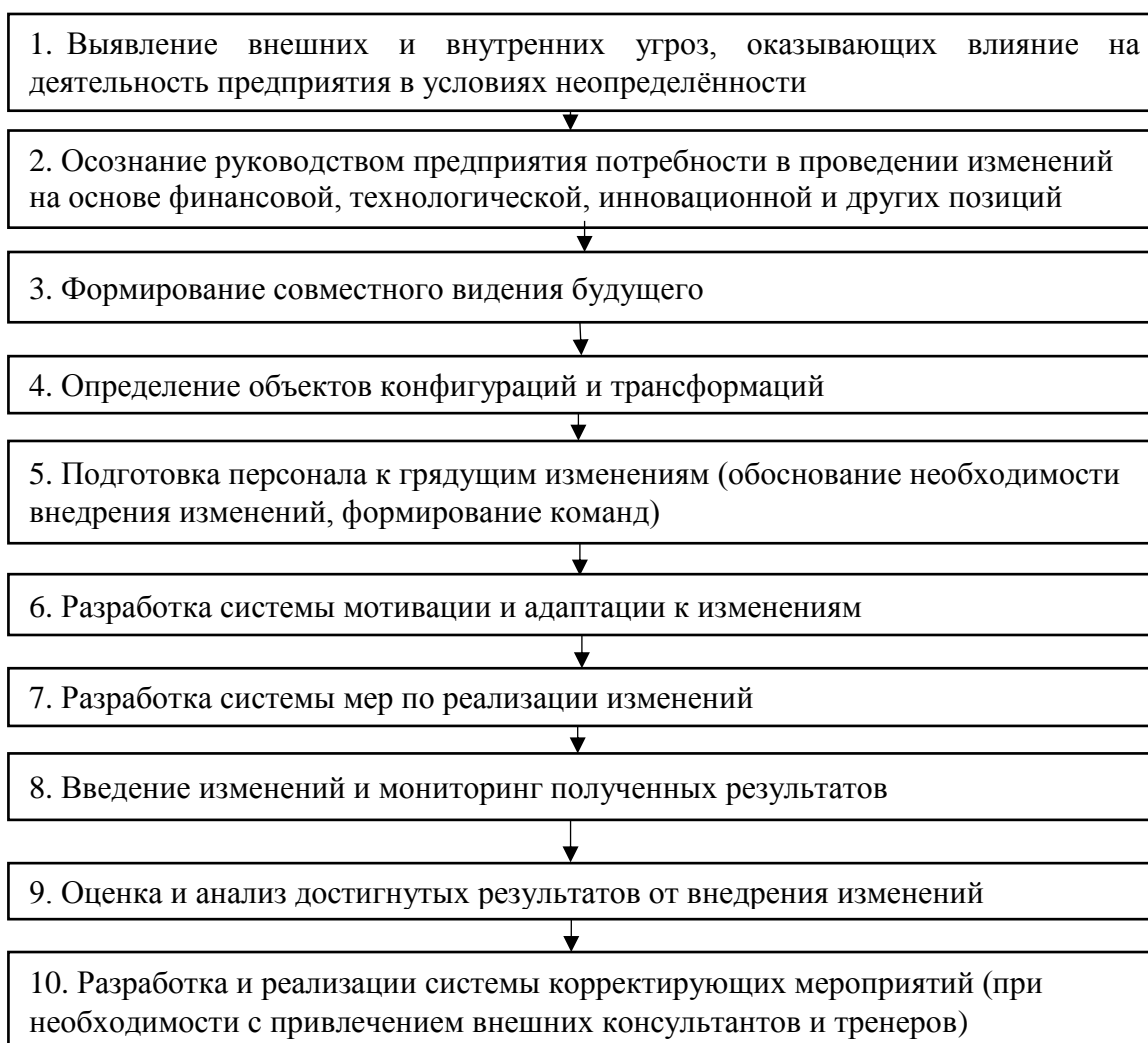 1. Выявление внешних и внутренних угроз, оказывающих влияние на
деятельность предприятия в условиях неопределённости
2. Осознание руководством предприятия потребности в проведении изменений
на основе финансовой, технологической, инновационной и других позиций
3. Формирование совместного видения будущего
4. Определение объектов конфигураций и трансформаций
5. Подготовка персонала к грядущим изменениям (обоснование необходимости
внедрения изменений, формирование команд)
6. Разработка системы мотивации и адаптации к изменениям
7. Разработка системы мер по реализации изменений
8. Введение изменений и мониторинг полученных результатов
9. Оценка и анализ достигнутых результатов от внедрения изменений
10. Разработка и реализации системы корректирующих мероприятий (при
необходимости с привлечением внешних консультантов и тренеров)